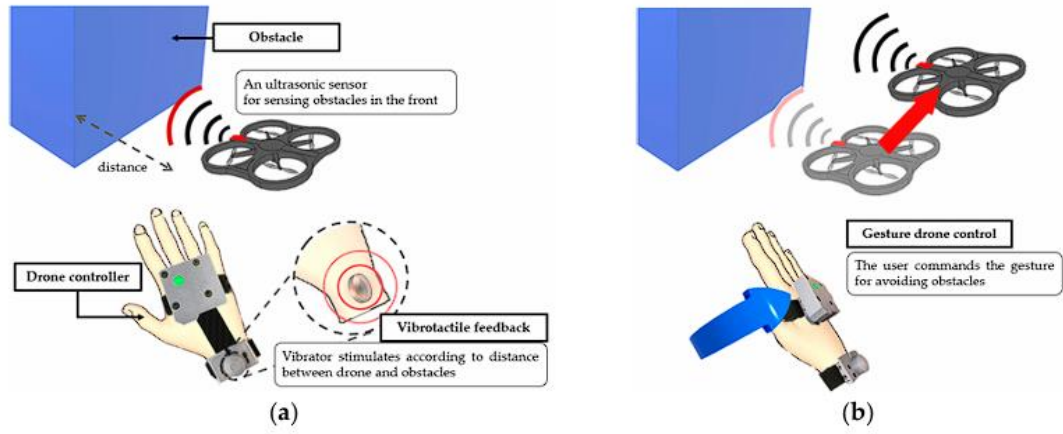 Obstacle
An ultrasonic sensor
for sensing obstacles in the front
distance
Drone controller
Vibrotactile feedback
Vibrator stimulates according to distance
between drone and obstacles
(a)
Gesture drone control
The user commands the gesture
for avoiding obstacles
(b)